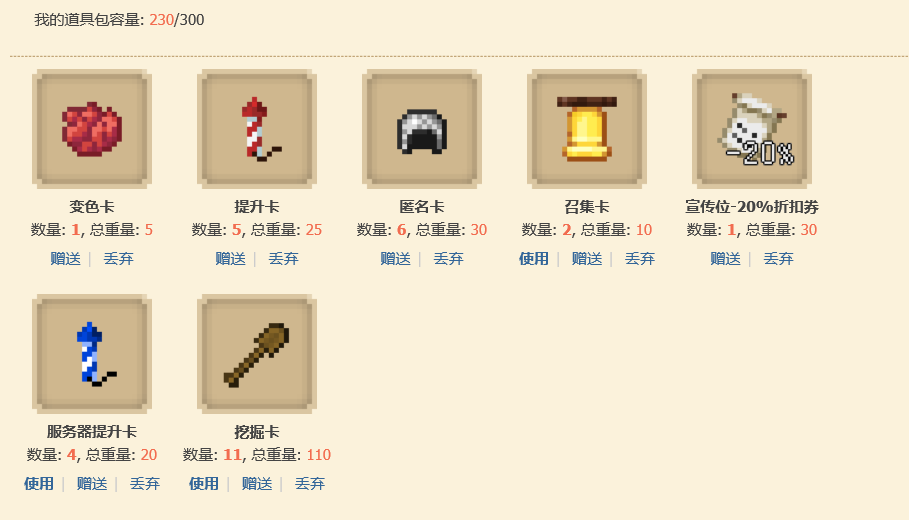 我的道具包容量: 230/300
-20%
变色卡 提升卡 匿名卡 召集卡 宣传位-20%折扣券
数量: 1, 总重量: 5 数量: 5, 总重量: 25 数量: 6, 总重量: 30 数量: 2, 总重量: 10 数量: 1, 总重量: 30
赠送 | 丢弃 赠送 | 丢弃 赠送 | 丢弃 使用 | 赠送 | 丢弃 赠送 | 丢弃
服务器提升卡 挖掘卡
数量: 4, 总重量: 20 数量: 11, 总重量: 110
使用 | 赠送 | 丢弃 使用 | 赠送 | 丢弃